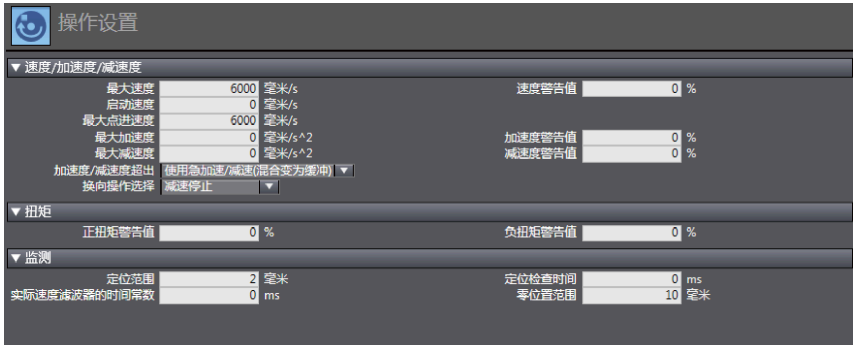 操作设置
▼ 速度/加速度/减速度
最大速度 6000 毫米/s 速度警告值 0 %
启动速度 0 毫米/s
最大点进速度 6000 毫米/s
最大加速度 0 毫米/s^2 加速度警告值 0 %
最大减速度 0 毫米/s^2 减速度警告值 0 %
加速度/减速度超出 使用急加速/减速(混合变为缓冲) ▼
换向操作选择 减速停止 ▼
▼ 扭矩
正扭矩警告值 0 % 负扭矩警告值 0 %
▼ 监测
定位范围 2 毫米 定位检查时间 0 ms
实际速度滤波器的时间常数 0 ms 零位置范围 10 毫米